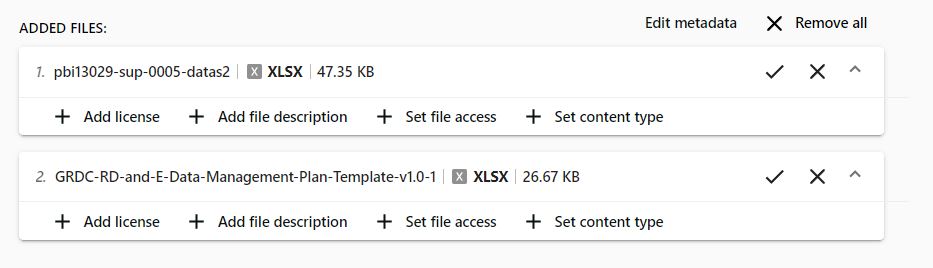 ADDED FILES: Edit metadata Remove all
1. pbi13029-sup-0005-datas2 | X XLSX | 47.35 KB
Add license Add file description Set file access Set content type
2. GRDC-RD-and-E-Data-Management-Plan-Template-v1.0-1 | X XLSX | 26.67 KB
Add license Add file description Set file access Set content type